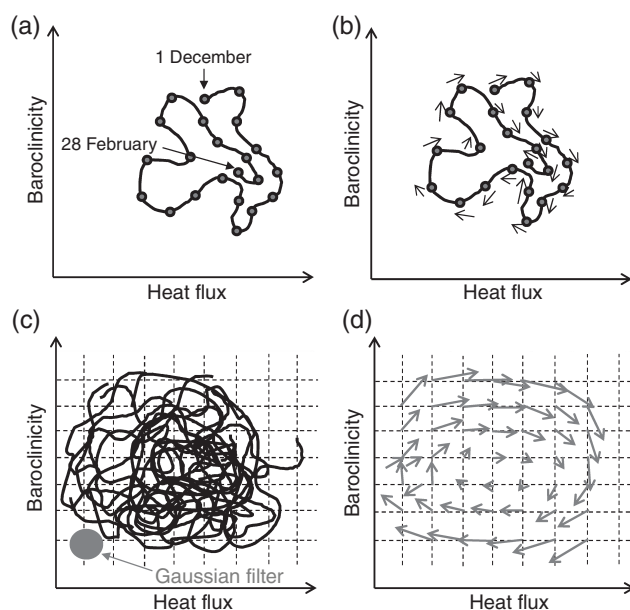 (a)
Baroclinicity
1 December
28 February
Heat flux
(b)
Baroclinicity
Heat flux
(c)
Baroclinicity
Gaussian filter
Heat flux
(d)
Baroclinicity
Heat flux